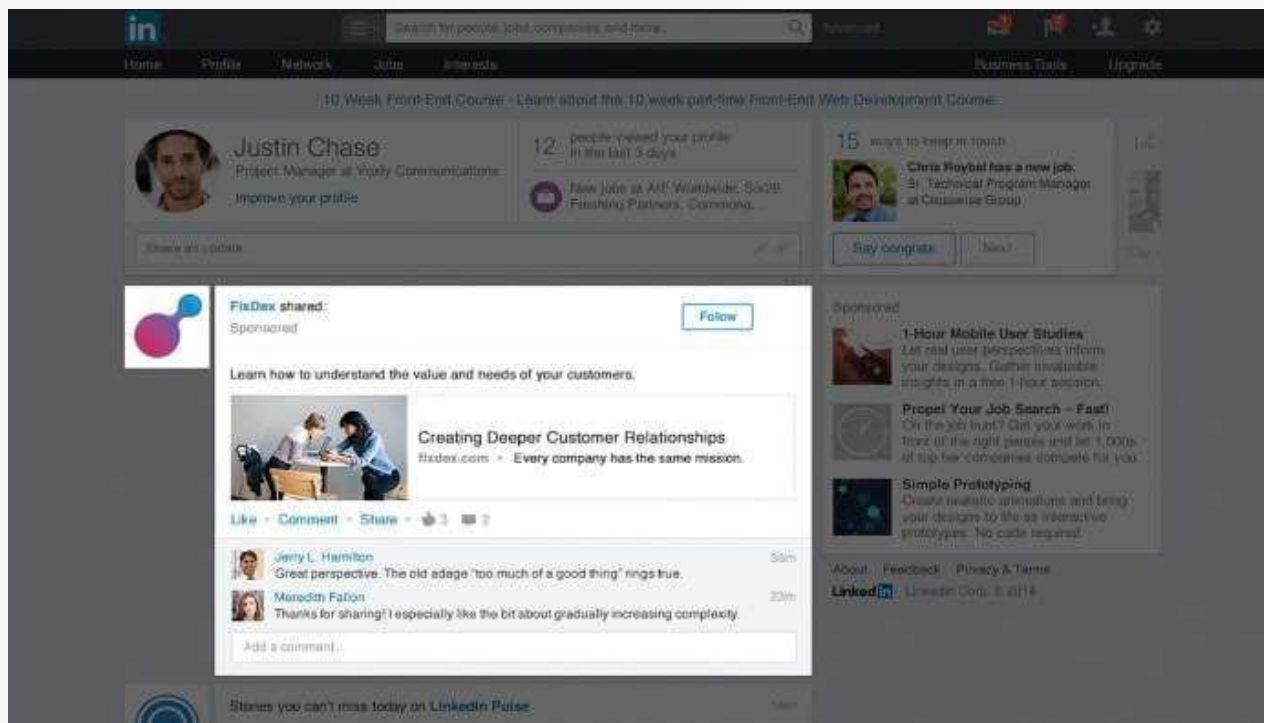 in
Search for people, jobs, companies, and more...
Advanced
Home Profile Network Jobs Interests Business Tools Upgrade
10 Week Front-End Course - Learn about this 10 week part-time Front-End Web Development Course.
Justin Chase
Project Manager at Voxly Communications
Improve your profile
12 people viewed your profile
in the last 3 days
New jobs at AIF Worldwide, Six28,
Finishing Partners, Commona...
Share an update
15 ways to keep in touch
Chris Roybal has a new job.
Sr. Technical Program Manager
at Crosswise Group
Say congrats
Next
14
FixDex shared:
Sponsored
Follow
Learn how to understand the value and needs of your customers.
Creating Deeper Customer Relationships
fixdex.com • Every company has the same mission.
Like • Comment • Share • 3 2
Jerry L. Hamilton
Great perspective. The old adage "too much of a good thing" rings true.
Meredith Fallon 23m
Thanks for sharing! I especially like the bit about gradually increasing complexity.
Add a comment...
Stories you can't miss today on LinkedIn Pulse
Sponsored
1-Hour Mobile User Studies
Let real user perspectives inform
your designs. Gather invaluable
insights in a free 1-hour session.
Propel Your Job Search – Fast!
On the job hunt? Get your work in
front of the right people and let 1,000s
of top tier companies compete for you.
Simple Prototyping
Create realistic animations and bring
your designs to life as interactive
prototypes. No code required
About Feedback Privacy & Terms
Linked in LinkedIn Corp. © 2014